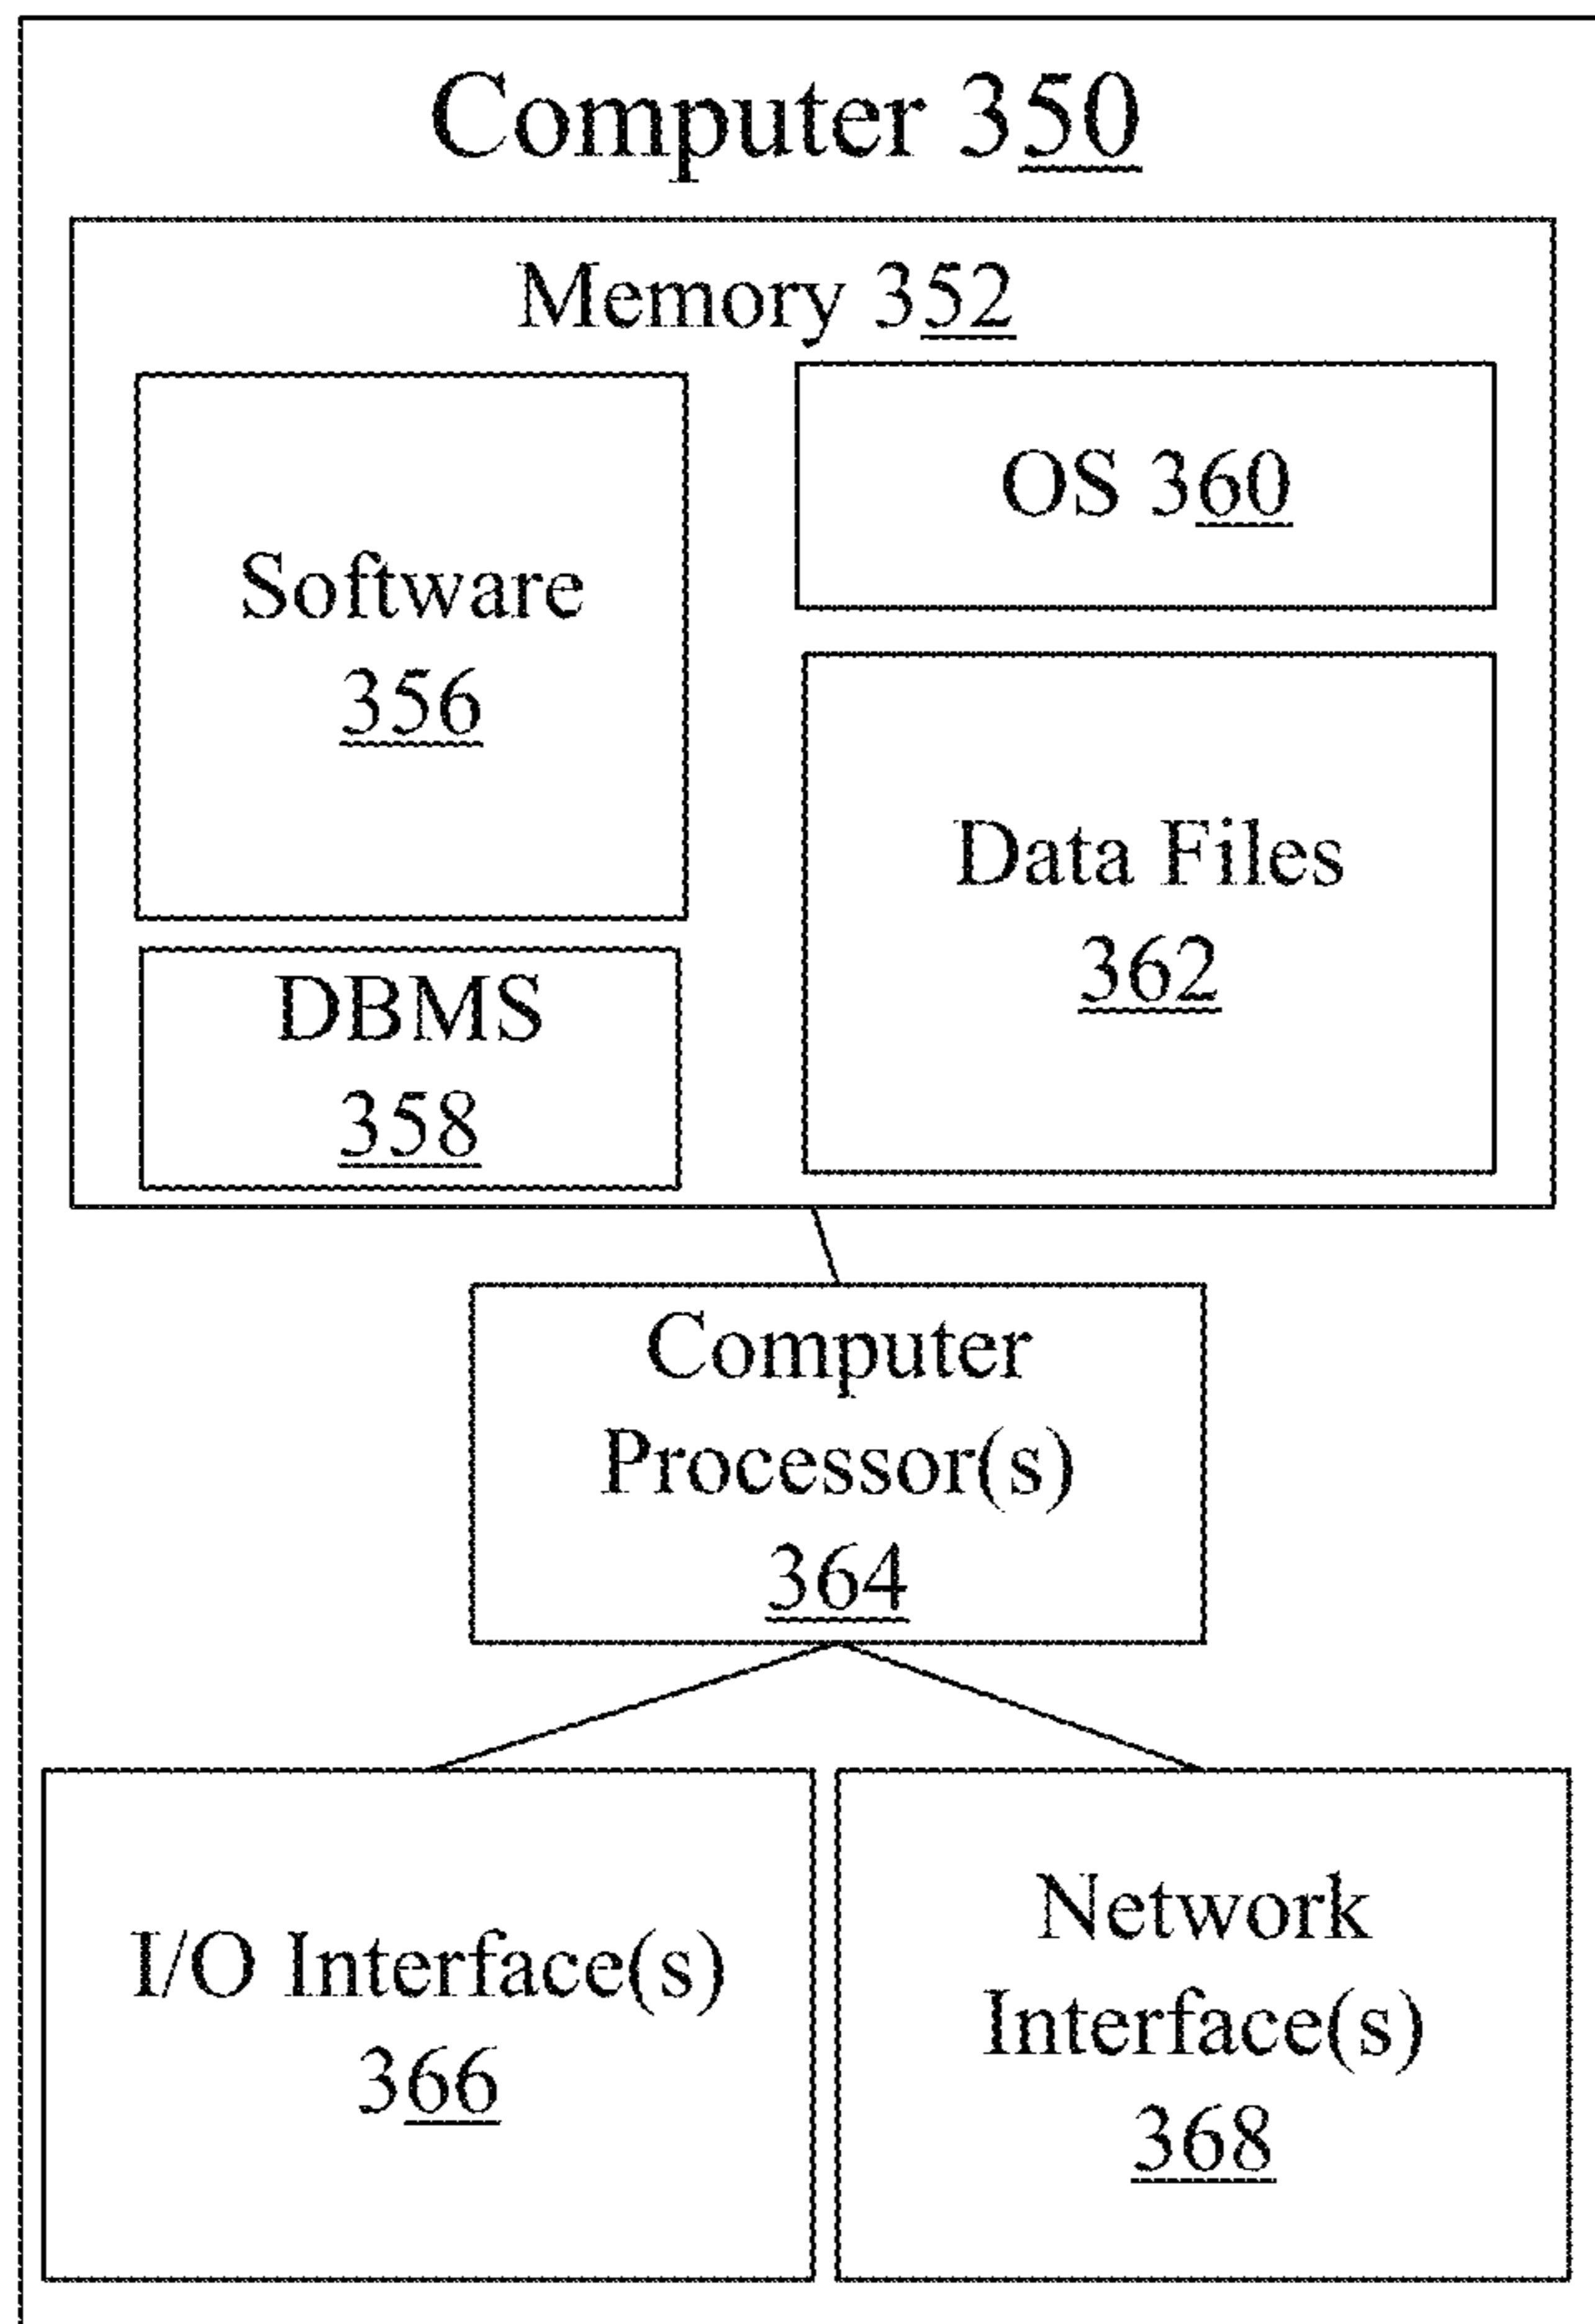 Computer 350
Memory 352
Software
356
OS 360
Data Files
362
DBMS
358
Computer
Processor(s)
364
I/O Interface(s)
366
Network
Interface(s)
368